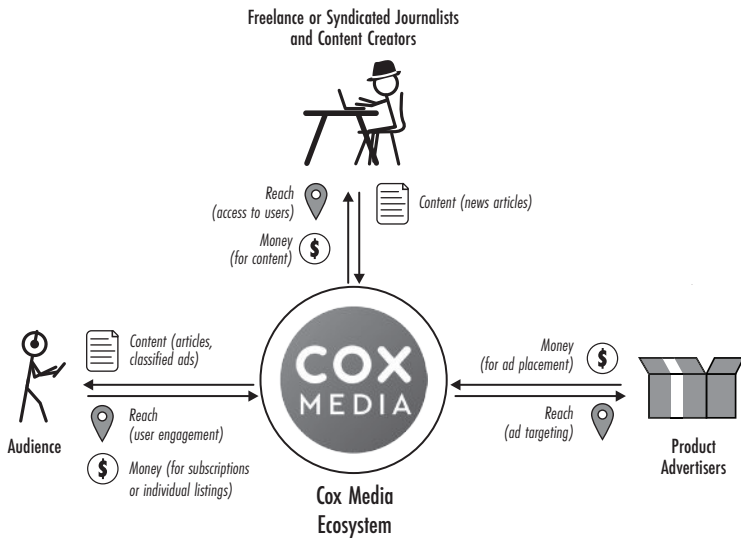 Freelance or Syndicated Journalists
and Content Creators
Reach
(access to users)
Content (news articles)
Money
(for content)
$
Content (articles,
classified ads)
COX
MEDIA
Money
(for ad placement)
$
Audience
Reach
(user engagement)
$
Money (for subscriptions
or individual listings)
Reach
(ad targeting)
Product
Advertisers
Cox Media
Ecosystem